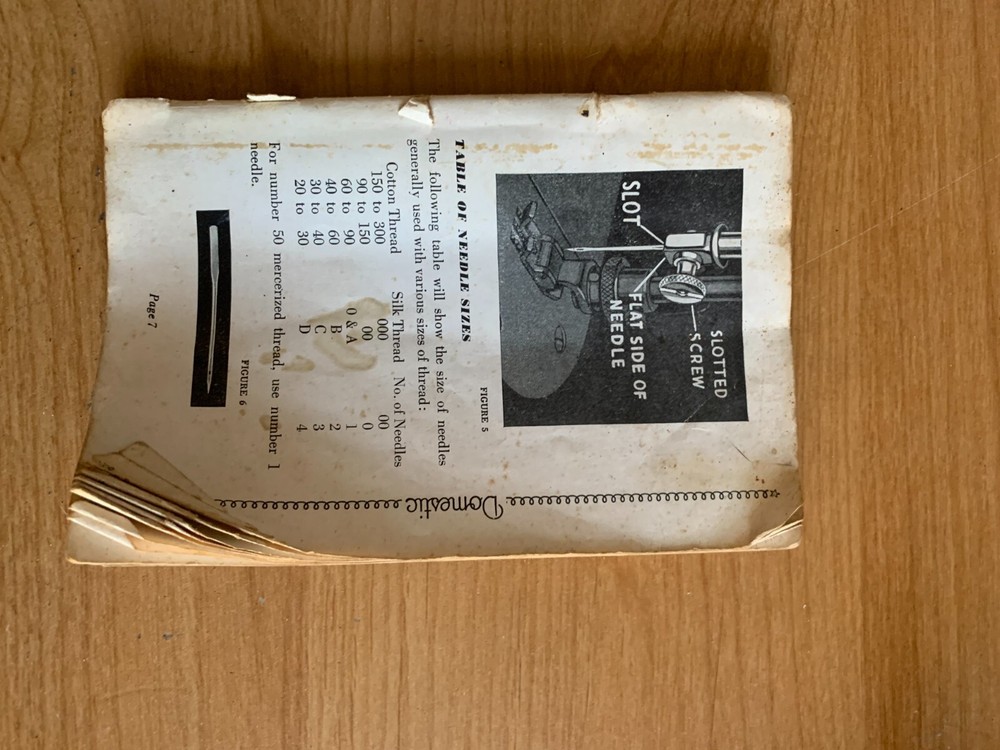 SLOT
SLOTTED
SCREW
FLAT SIDE OF
NEEDLE
FIGURE 5
TABLE OF NEEDLE SIZES
The following table will show the size of needles
generally used with various sizes of thread:
Cotton Thread Silk Thread No. of Needles
150 to 300 000 00
90 to 150 00 0
60 to 90 0 & A 1
40 to 60 B 2
30 to 40 C 3
20 to 30 D 4
For number 50 mercerized thread, use number 1
needle.
FIGURE 6
Page 7
Domestic